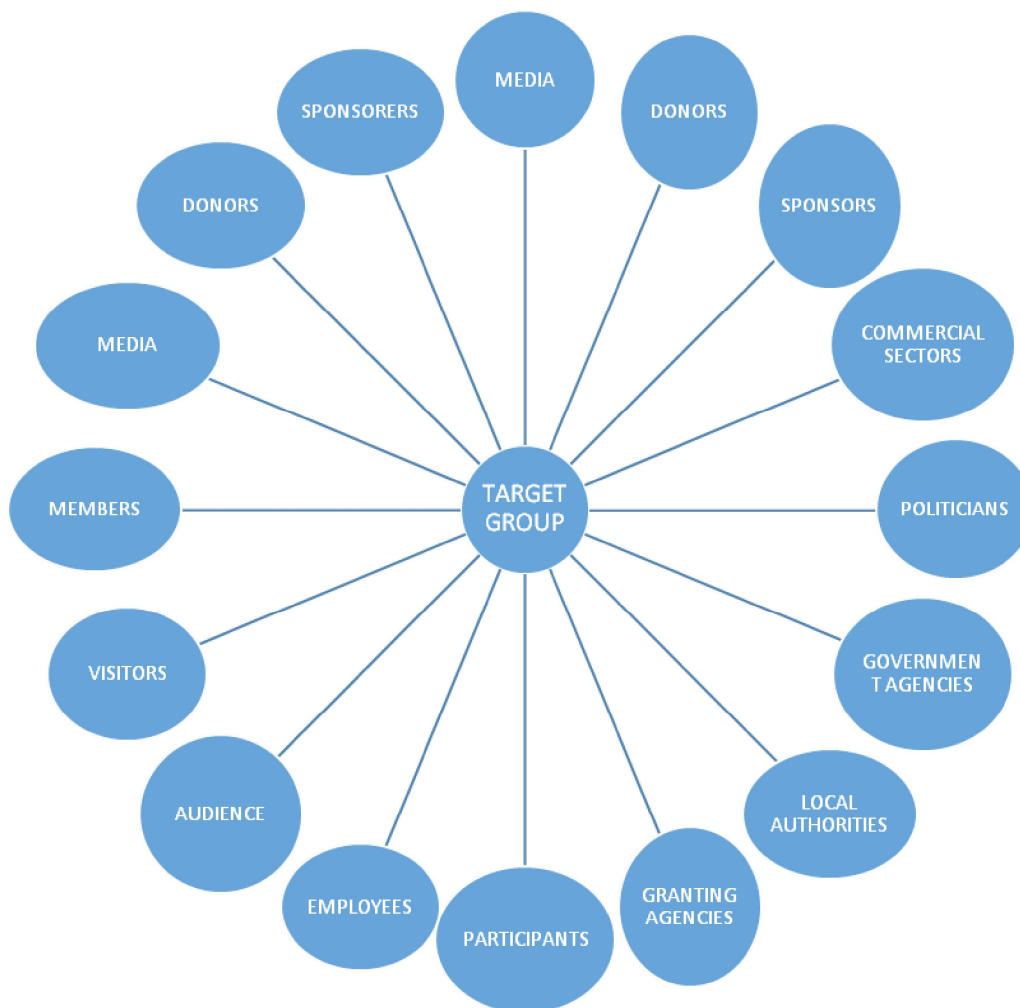 MEDIA
DONORS
SPONSORS
COMMERCIAL
SECTORS
POLITICIANS
GOVERNMEN
T AGENCIES
LOCAL
AUTHORITIES
GRANTING
AGENCIES
PARTICIPANTS
EMPLOYEES
AUDIENCE
VISITORS
MEMBERS
MEDIA
DONORS
SPONSORERS
TARGET
GROUP